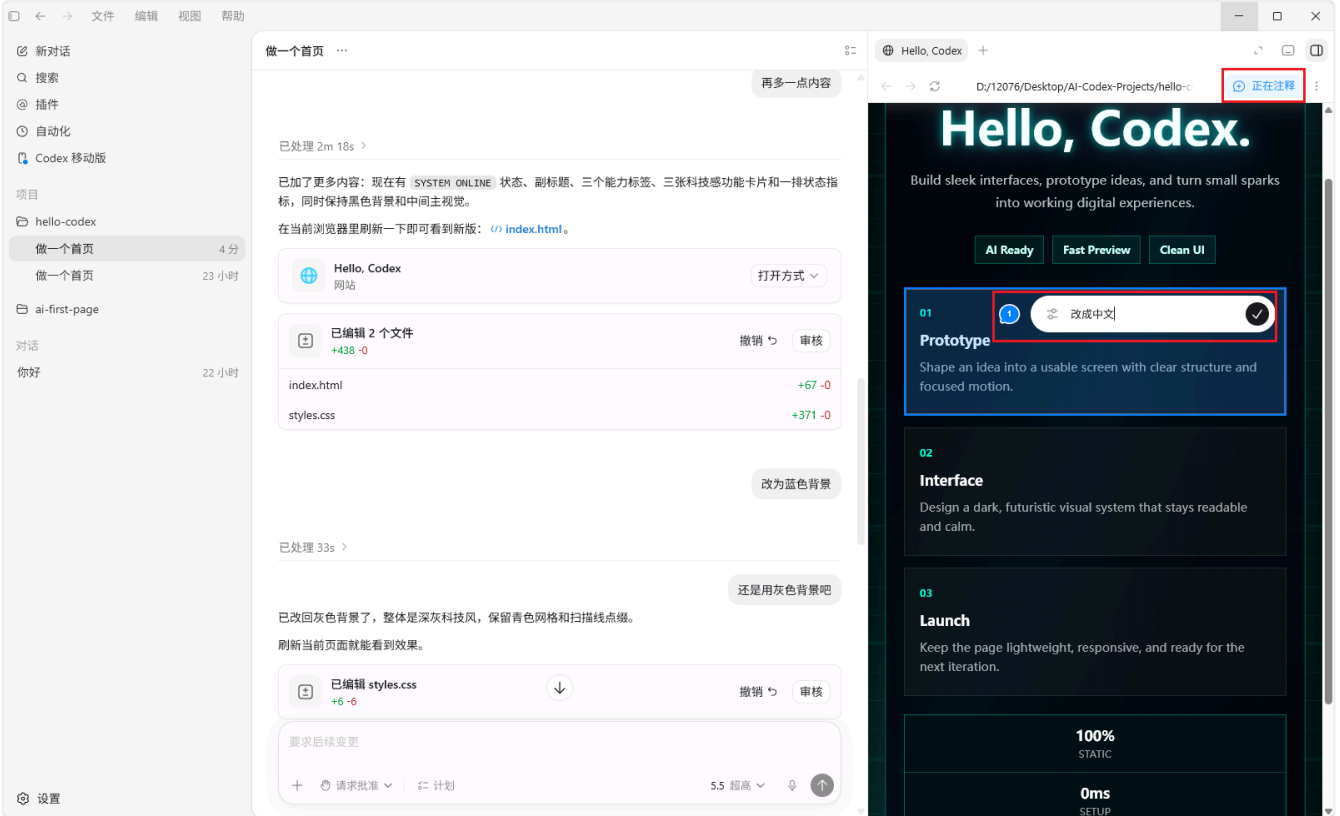 文件 编辑 视图 帮助
新对话
搜索
插件
自动化
Codex 移动版
项目
hello-codex
做一个首页 4 分
做一个首页 23 小时
ai-first-page
对话
你好 22 小时
设置
做一个首页 ···
再多一点内容
已处理 2m 18s
已加了更多内容：现在有 SYSTEM ONLINE 状态、副标题、三个能力标签、三张科技感功能卡片和一排状态指
标，同时保持黑色背景和中间主视觉。
在当前浏览器里刷新一下即可看到新版： index.html。
Hello, Codex
网站
打开方式
已编辑 2 个文件
+438 -0
撤销 审核
index.html +67 -0
styles.css +371 -0
改为蓝色背景
已处理 33s
还是用灰色背景吧
已改回灰色背景了，整体是深灰科技风，保留青色网格和扫描线点缀。
刷新当前页面就能看到效果。
已编辑 styles.css
+6 -6
撤销 审核
要求后续变更
请求批准 计划 5.5 超高
Hello, Codex
D:/12076/Desktop/AI-Codex-Projects/hello-c
正在注释
Hello, Codex.
Build sleek interfaces, prototype ideas, and turn small sparks
into working digital experiences.
AI Ready Fast Preview Clean UI
01
1 改成中文
Prototype
Shape an idea into a usable screen with clear structure and
focused motion.
02
Interface
Design a dark, futuristic visual system that stays readable
and calm.
03
Launch
Keep the page lightweight, responsive, and ready for the
next iteration.
100%
STATIC
0ms
SETUP